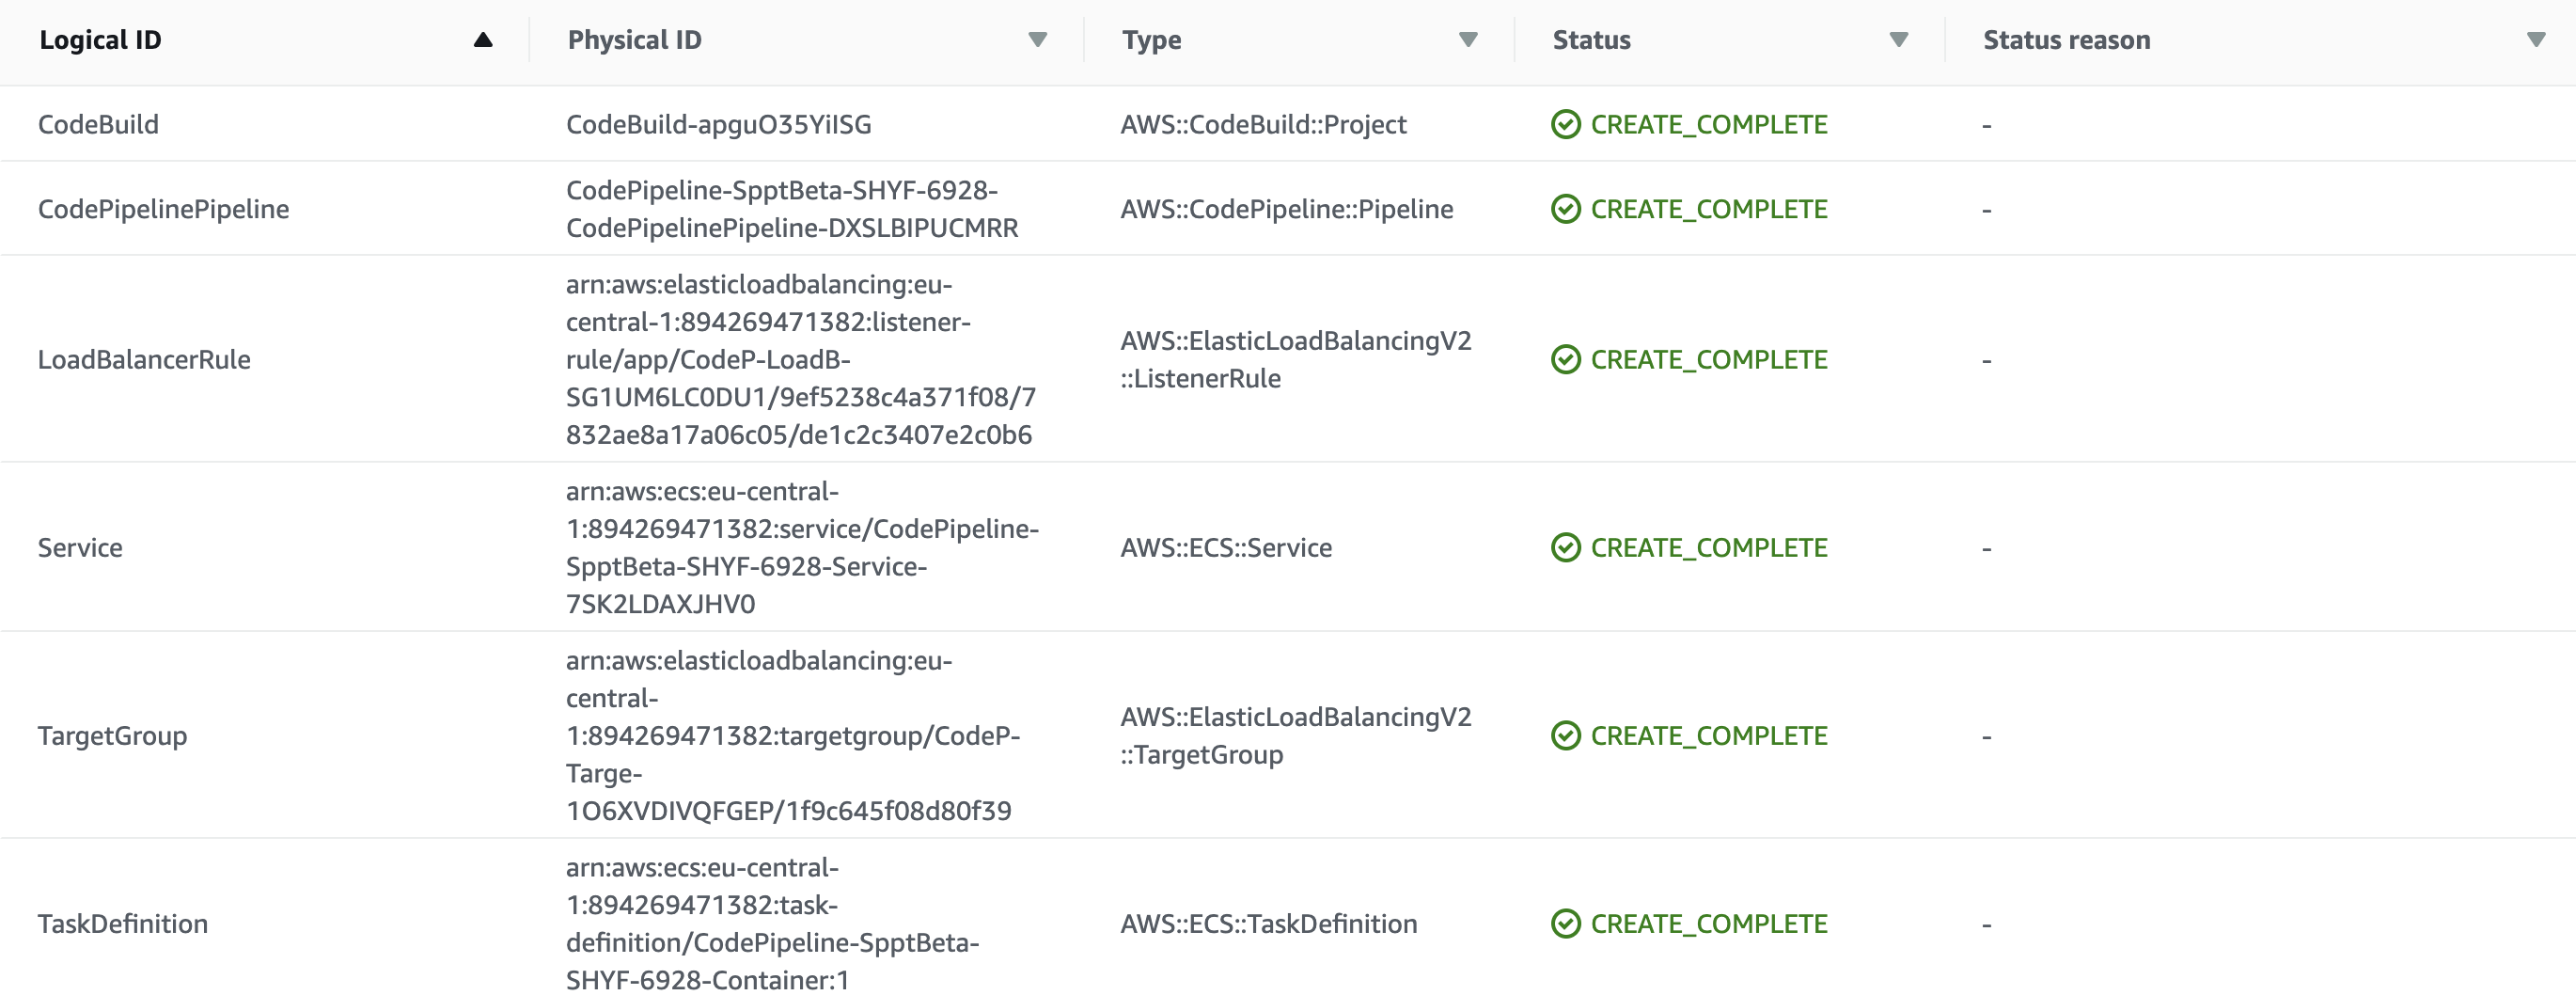 Logical ID
Physical ID
Type
Status
Status reason
CodeBuild
CodeBuild-apguO35YiISG
AWS::CodeBuild::Project
CREATE_COMPLETE
-
CodePipelinePipeline
CodePipeline-SpptBeta-SHYF-6928-
CodePipelinePipeline-DXSLBIPUCMRR
AWS::CodePipeline::Pipeline
CREATE_COMPLETE
-
LoadBalancerRule
arn:aws:elasticloadbalancing:eu-
central-1:894269471382:listener-
rule/app/CodeP-LoadB-
SG1UM6LC0DU1/9ef5238c4a371f08/7
832ae8a17a06c05/de1c2c3407e2c0b6
AWS::ElasticLoadBalancingV2
::ListenerRule
CREATE_COMPLETE
-
Service
arn:aws:ecs:eu-central-
1:894269471382:service/CodePipeline-
SpptBeta-SHYF-6928-Service-
7SK2LDAXJHV0
AWS::ECS::Service
CREATE_COMPLETE
-
TargetGroup
arn:aws:elasticloadbalancing:eu-
central-
1:894269471382:targetgroup/CodeP-
Targe-
1O6XVDIVQFGEP/1f9c645f08d80f39
AWS::ElasticLoadBalancingV2
::TargetGroup
CREATE_COMPLETE
-
TaskDefinition
arn:aws:ecs:eu-central-
1:894269471382:task-
definition/CodePipeline-SpptBeta-
SHYF-6928-Container:1
AWS::ECS::TaskDefinition
CREATE_COMPLETE
-